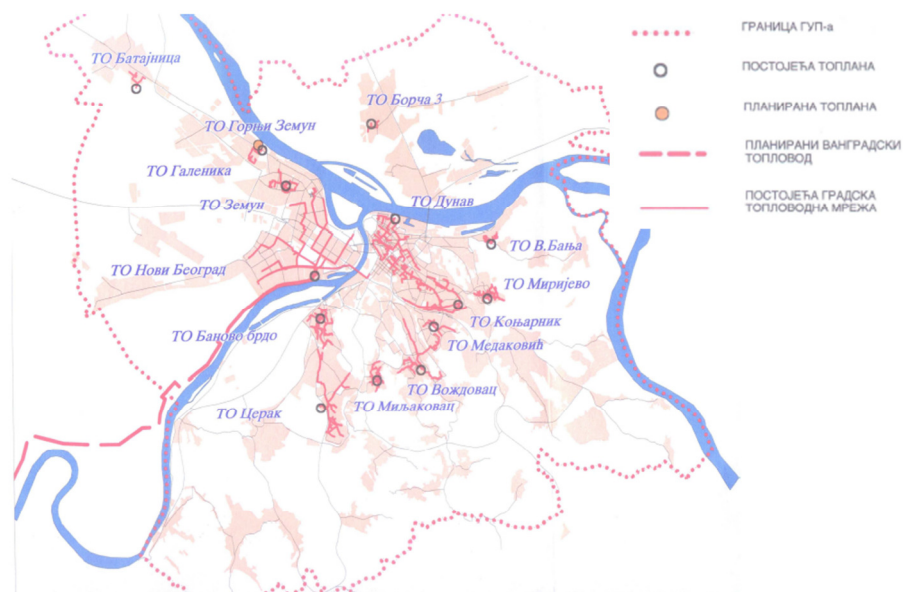 ТО Батајница
ТО Борча 3
ТО Горњи Земун
ТО Галеника
ТО Земун
ТО Дунав
ТО В.Бања
ТО Нови Београд
ТО Миријево
ТО Коњарник
ТО Баново брдо
ТО Медаковић
ТО Вождовац
ТО Миљаковац
ТО Церак
ГРАНИЦА ГУП-а
ПОСТОЈЕЋА ТОПЛАНА
ПЛАНИРАНА ТОПЛАНА
ПЛАНИРАНИ ВАНГРАДСКИ
ТОПЛОВОД
ПОСТОЈЕЋА ГРАДСКА
ТОПЛОВОДНА МРЕЖА